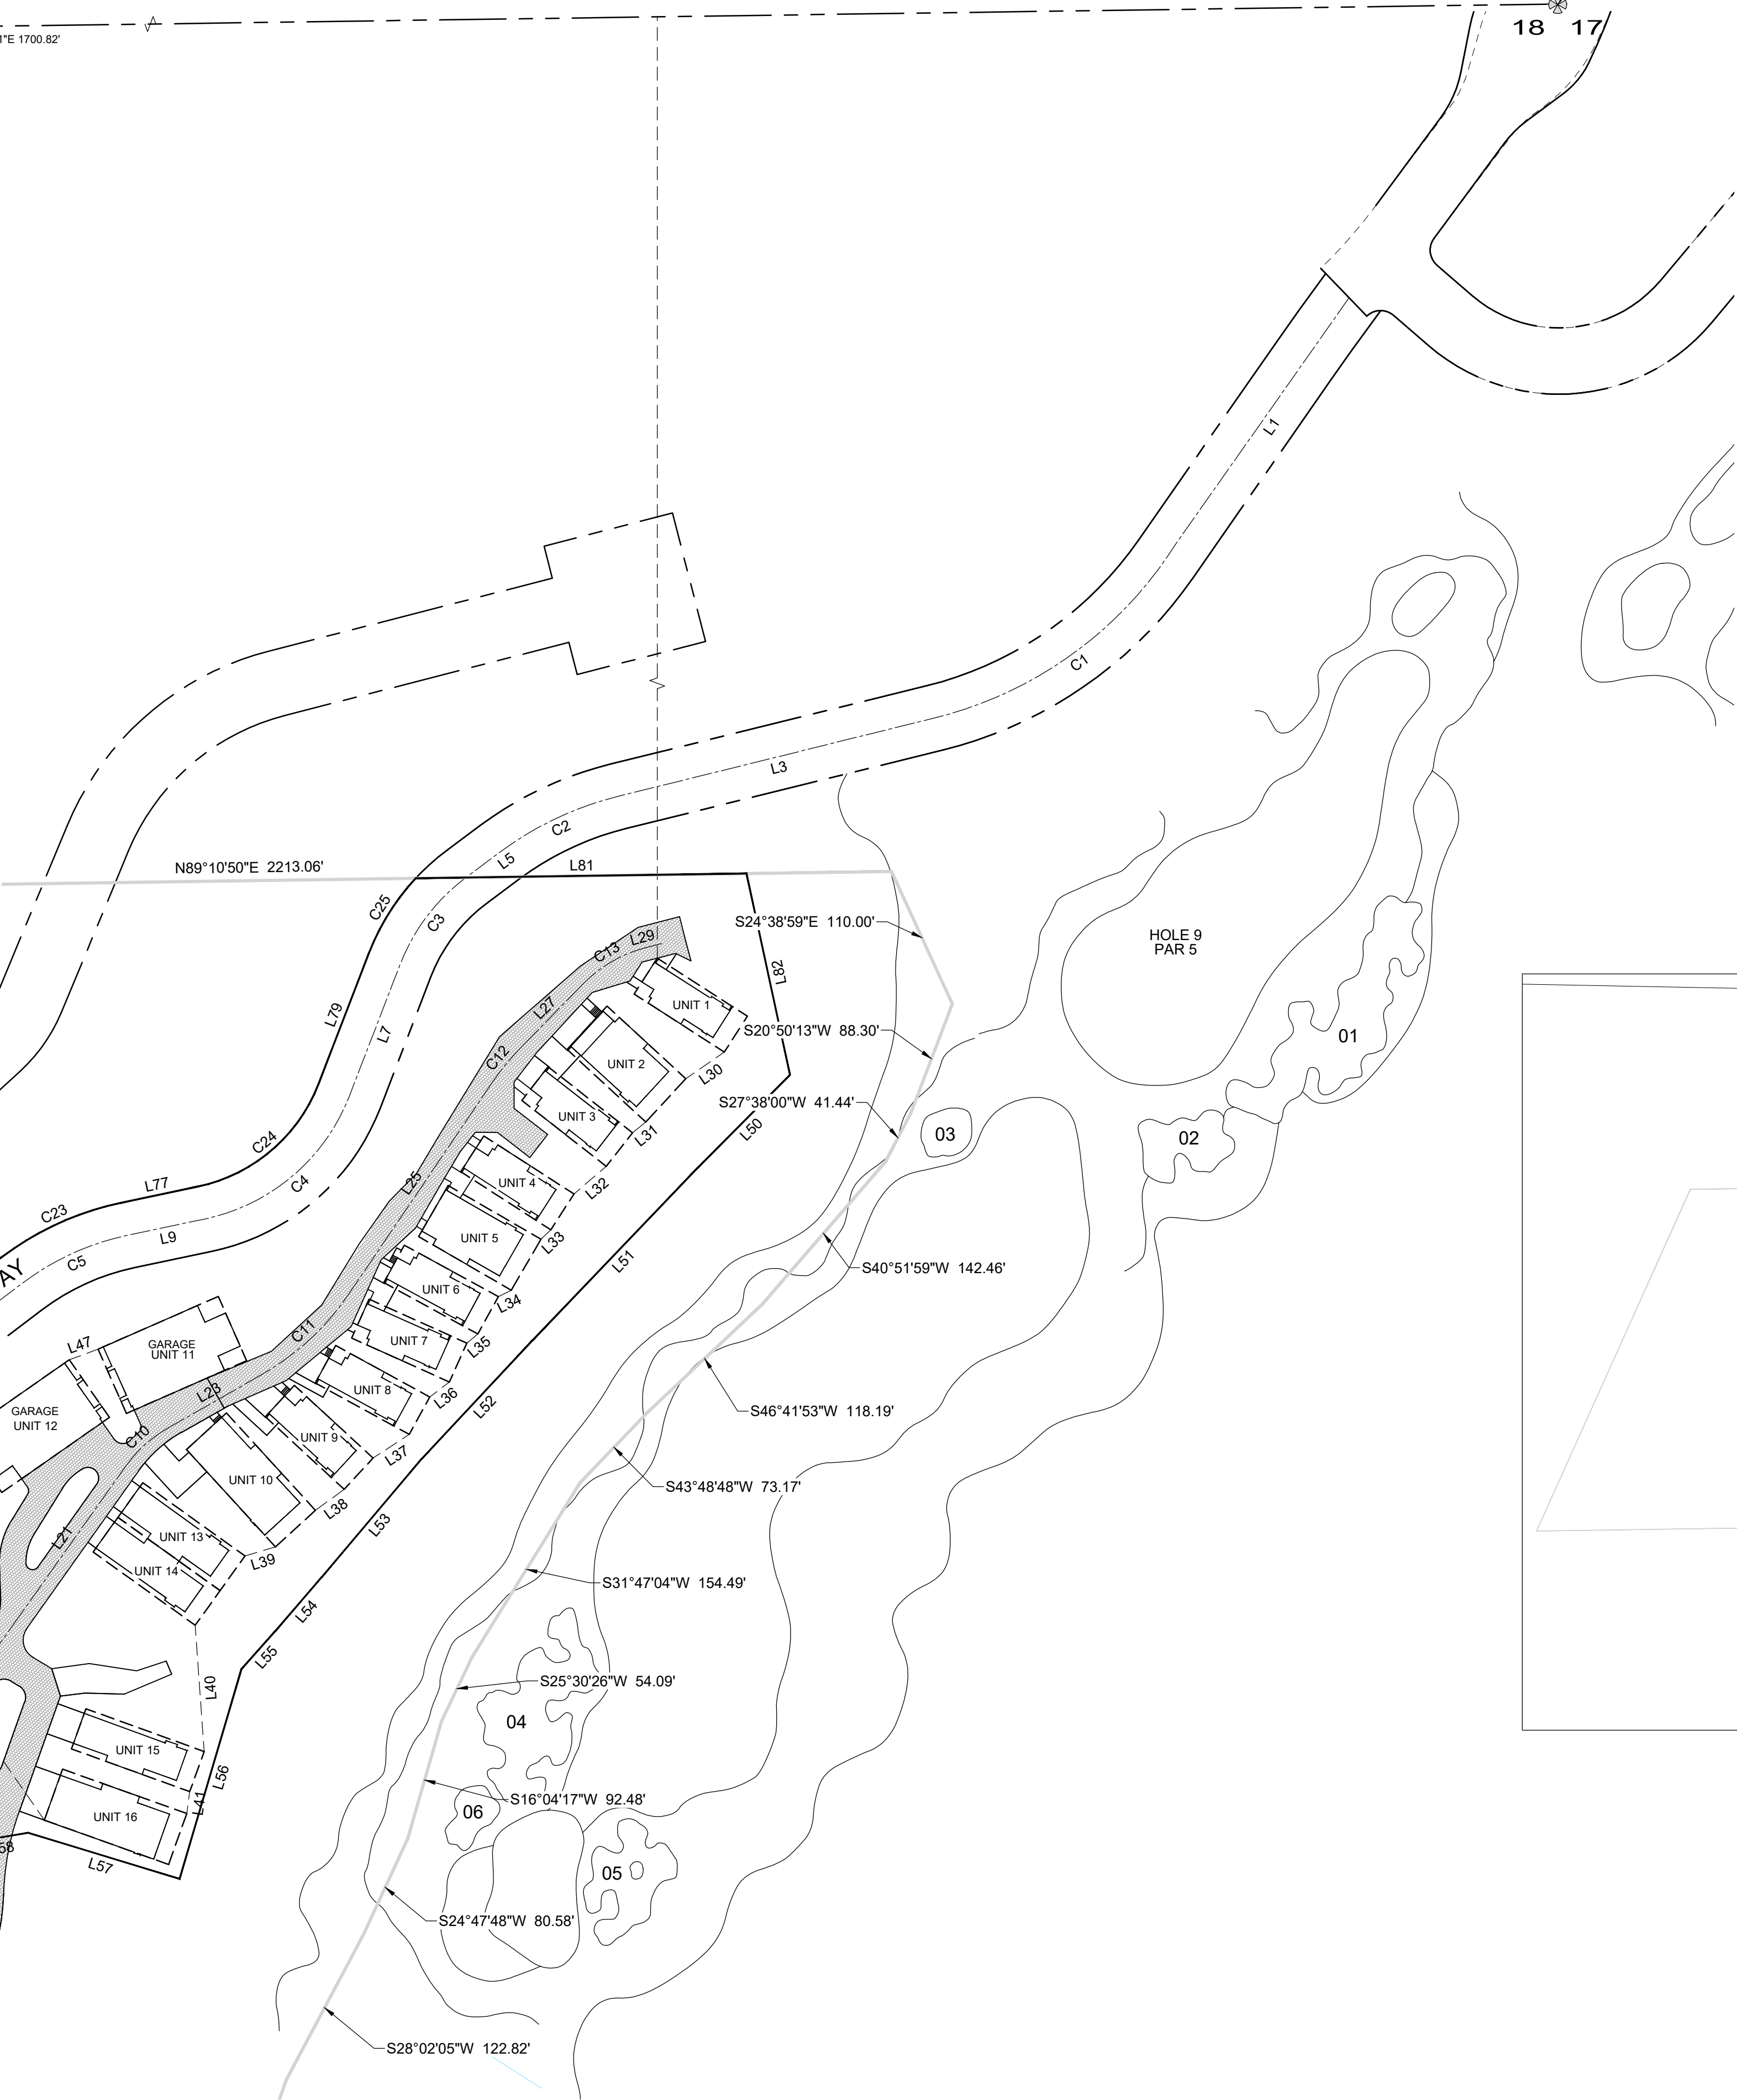 1"E 1700.82'
18 17
L1
C1
L3
C2
L5
L81
N89°10'50"E 2213.06'
C25
C3
S24°38'59"E 110.00'
HOLE 9
PAR 5
L29
C13
L82
UNIT 1
L27
L79
L7
S20°50'13"W 88.30'
01
C12
UNIT 2
L30
S27°38'00"W 41.44'
UNIT 3
L50
L31
03
02
C24
L77
C4
L25
UNIT 4
L32
C23
L9
UNIT 5
L33
C5
L51
S40°51'59"W 142.46'
AY
UNIT 6
L34
C11
L47
GARAGE
UNIT 11
UNIT 7
L35
L23
UNIT 8
L36
L52
GARAGE
UNIT 12
S46°41'53"W 118.19'
C10
UNIT 9
L37
UNIT 10
S43°48'48"W 73.17'
L38
L53
L21
UNIT 13
L39
UNIT 14
S31°47'04"W 154.49'
L54
L55
L40
S25°30'26"W 54.09'
04
UNIT 15
L56
S16°04'17"W 92.48'
L41
06
UNIT 16
58
L57
05
S24°47'48"W 80.58'
S28°02'05"W 122.82'